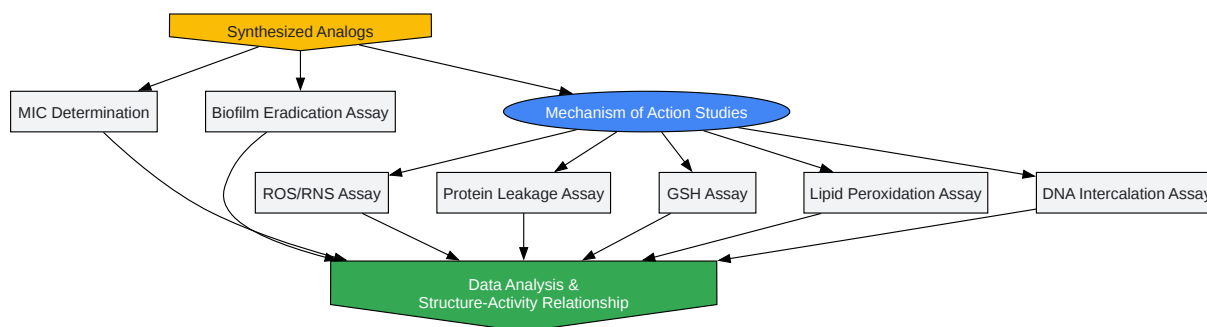 Synthesized Analogs
MIC Determination
Biofilm Eradication Assay
Mechanism of Action Studies
ROS/RNS Assay
Protein Leakage Assay
GSH Assay
Lipid Peroxidation Assay
DNA Intercalation Assay
Data Analysis &
Structure-Activity Relationship